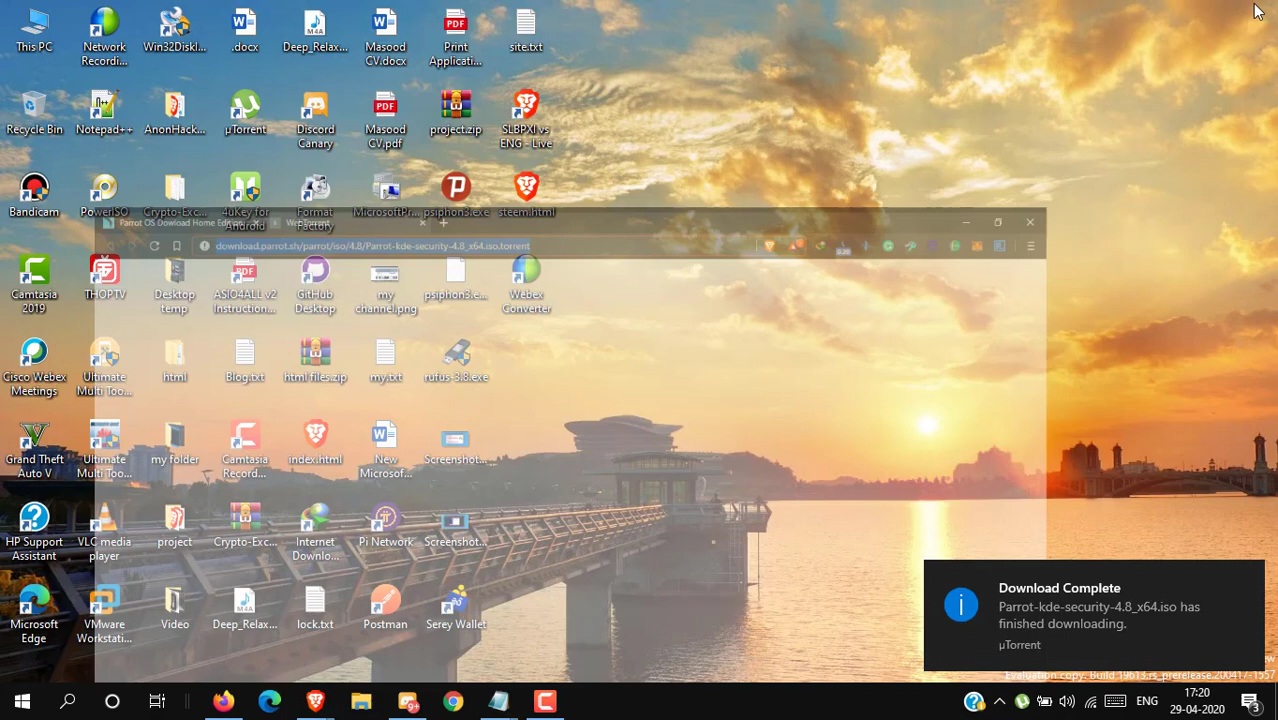 This PC
Network
Recordi...
Win32DiskI...
.docx
Deep_Relax...
Masood
CV.docx
Print
Applicati...
site.txt
Recycle Bin
Notepad++
AnonHack...
µTorrent
Discord
Canary
Masood
CV.pdf
project.zip
SLBPXI vs
ENG - Live
Bandicam
PowerISO
Crypto-Exc...
4uKey for
Android
Format
Factory
MicrosoftPr...
psiphon3.exe
steem.html
Parrot OS Dowload Home Edition
WebTorrent
download.parrot.sh/parrot/iso/4.8/Parrot-kde-security-4.8_x64.iso.torrent
Camtasia
2019
THOPTV
Desktop
temp
ASIO4ALL v2
Instruction...
GitHub
Desktop
my
channel.png
psiphon3.e...
Webex
Converter
Cisco Webex
Meetings
Ultimate
Multi Too...
html
Blog.txt
html files.zip
my.txt
rufus-3.8.exe
Grand Theft
Auto V
Ultimate
Multi Too...
my folder
Camtasia
Record...
index.html
New
Microsof...
Screenshot...
HP Support
Assistant
VLC media
player
project
Crypto-Exc...
Internet
Downlo...
Pi Network
Screenshot...
Microsoft
Edge
VMware
Workstati...
Video
Deep_Relax...
lock.txt
Postman
Serey Wallet
Download Complete
Parrot-kde-security-4.8_x64.iso has
finished downloading.
µTorrent
Evaluation copy. Build 19613.rs_prerelease.200417-1557
9+
ENG
17:20
29-04-2020
3